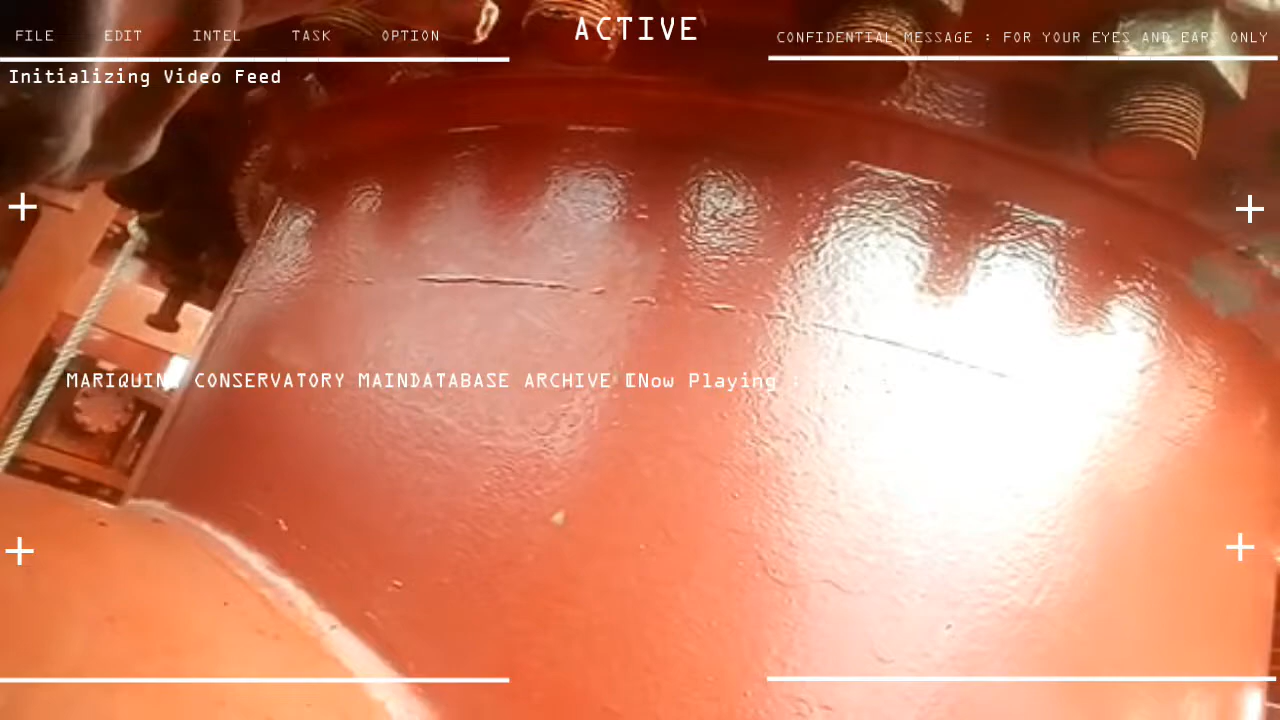 FILE EDIT INTEL TASK OPTION
ACTIVE
CONFIDENTIAL MESSAGE : FOR YOUR EYES AND EARS ONLY
Initializing Video Feed
MARIQUINA CONSERVATORY MAINDATABASE ARCHIVE [Now Playing :